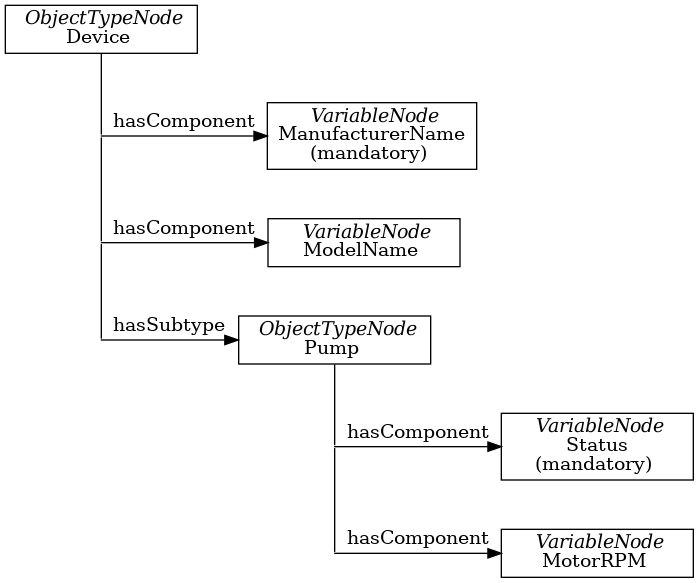 ObjectTypeNode
Device
hasComponent
VariableNode
ManufacturerName
(mandatory)
hasComponent
VariableNode
ModelName
hasSubtype
ObjectTypeNode
Pump
hasComponent
VariableNode
Status
(mandatory)
hasComponent
VariableNode
MotorRPM